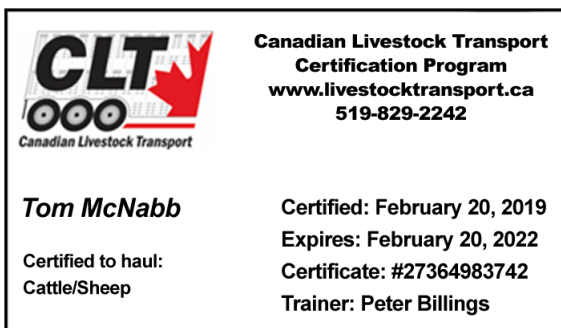 CLT
Canadian Livestock Transport
Canadian Livestock Transport
Certification Program
www.livestocktransport.ca
519-829-2242
Tom McNabb
Certified to haul:
Cattle/Sheep
Certified: February 20, 2019
Expires: February 20, 2022
Certificate: #27364983742
Trainer: Peter Billings